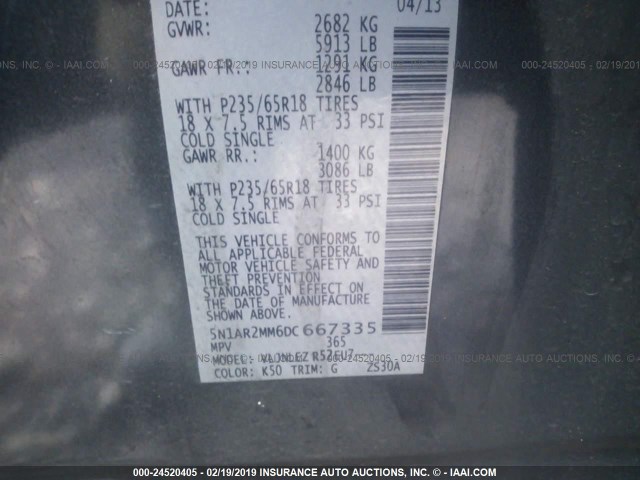 DATE: 04/13
GVWR: 2682 KG
5913 LB
GAWR FR.: 1291 KG
2846 LB
WITH P235/65R18 TIRES
18 X 7.5 RIMS AT 33 PSI
COLD SINGLE
GAWR RR.: 1400 KG
3086 LB
WITH P235/65R18 TIRES
18 X 7.5 RIMS AT 33 PSI
COLD SINGLE
THIS VEHICLE CONFORMS TO
ALL APPLICABLE FEDERAL
MOTOR VEHICLE SAFETY AND
THEFT PREVENTION
STANDARDS IN EFFECT ON
THE DATE OF MANUFACTURE
SHOWN ABOVE.
5N1AR2MM6DC667335
MPV 365
MODEL:
COLOR: K50 TRIM: G ZS30A
000-24520405 - 02/19/2019 INSURANCE AUTO AUCTIONS, INC. - © IAAI.COM